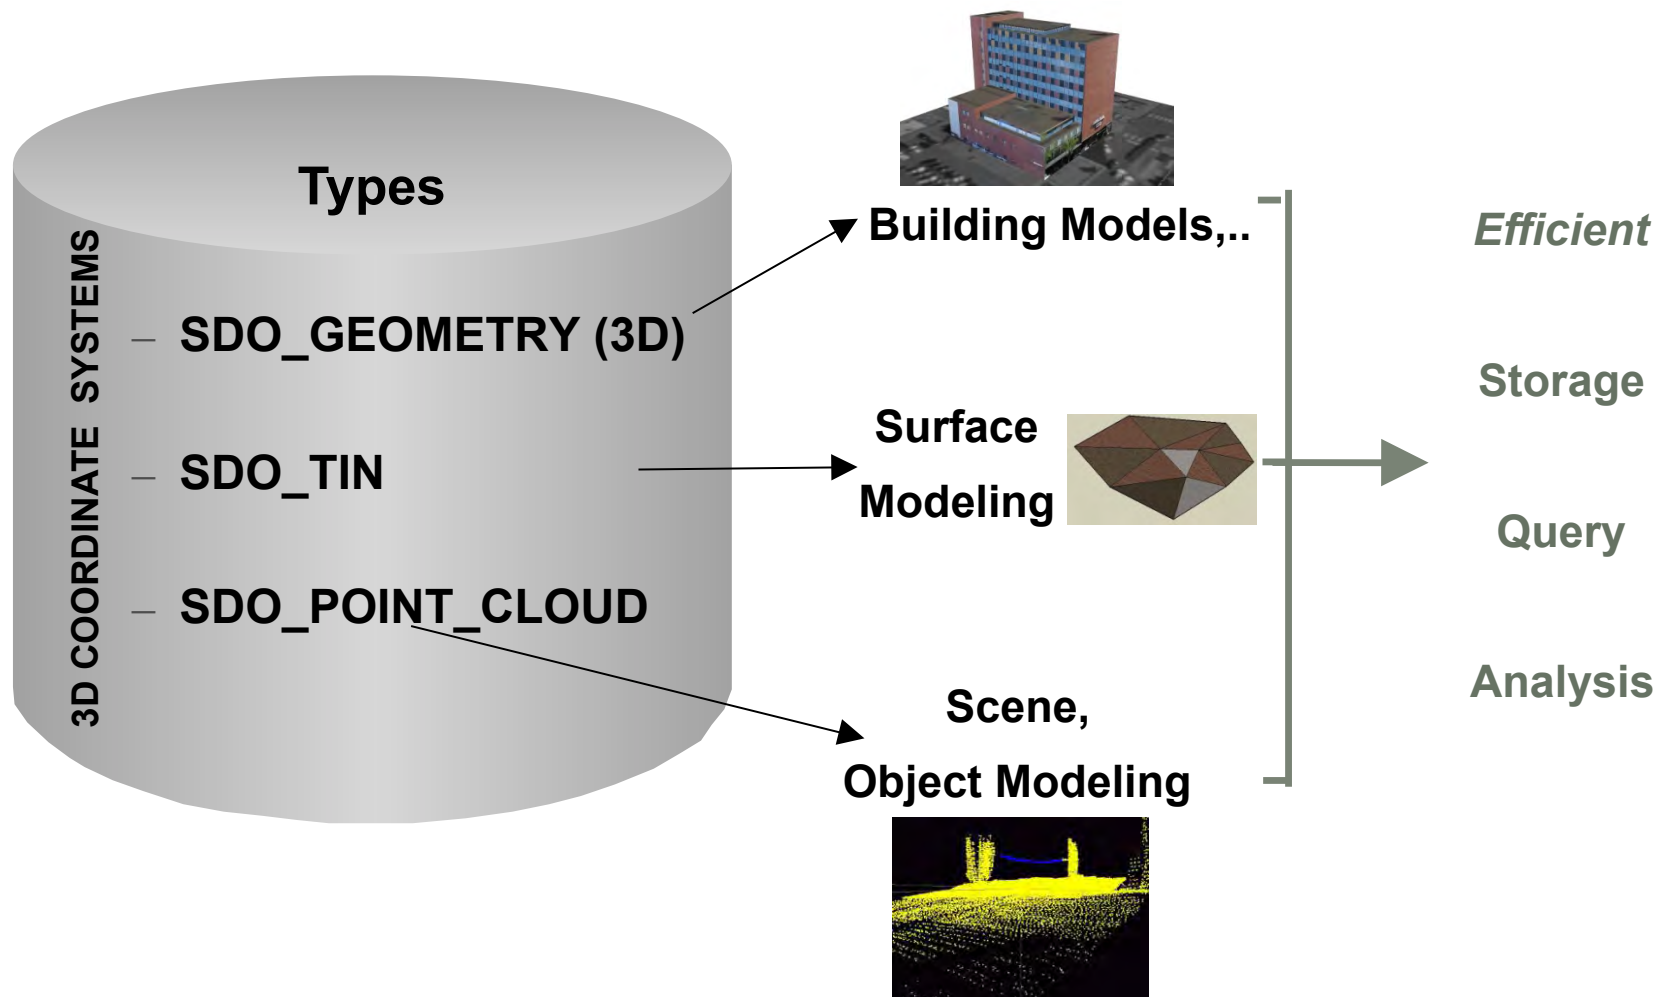 Types
3D COORDINATE SYSTEMS
– SDO_GEOMETRY (3D)
– SDO_TIN
– SDO_POINT_CLOUD
Building Models,..
Surface
Modeling
Scene,
Object Modeling
Efficient
Storage
Query
Analysis